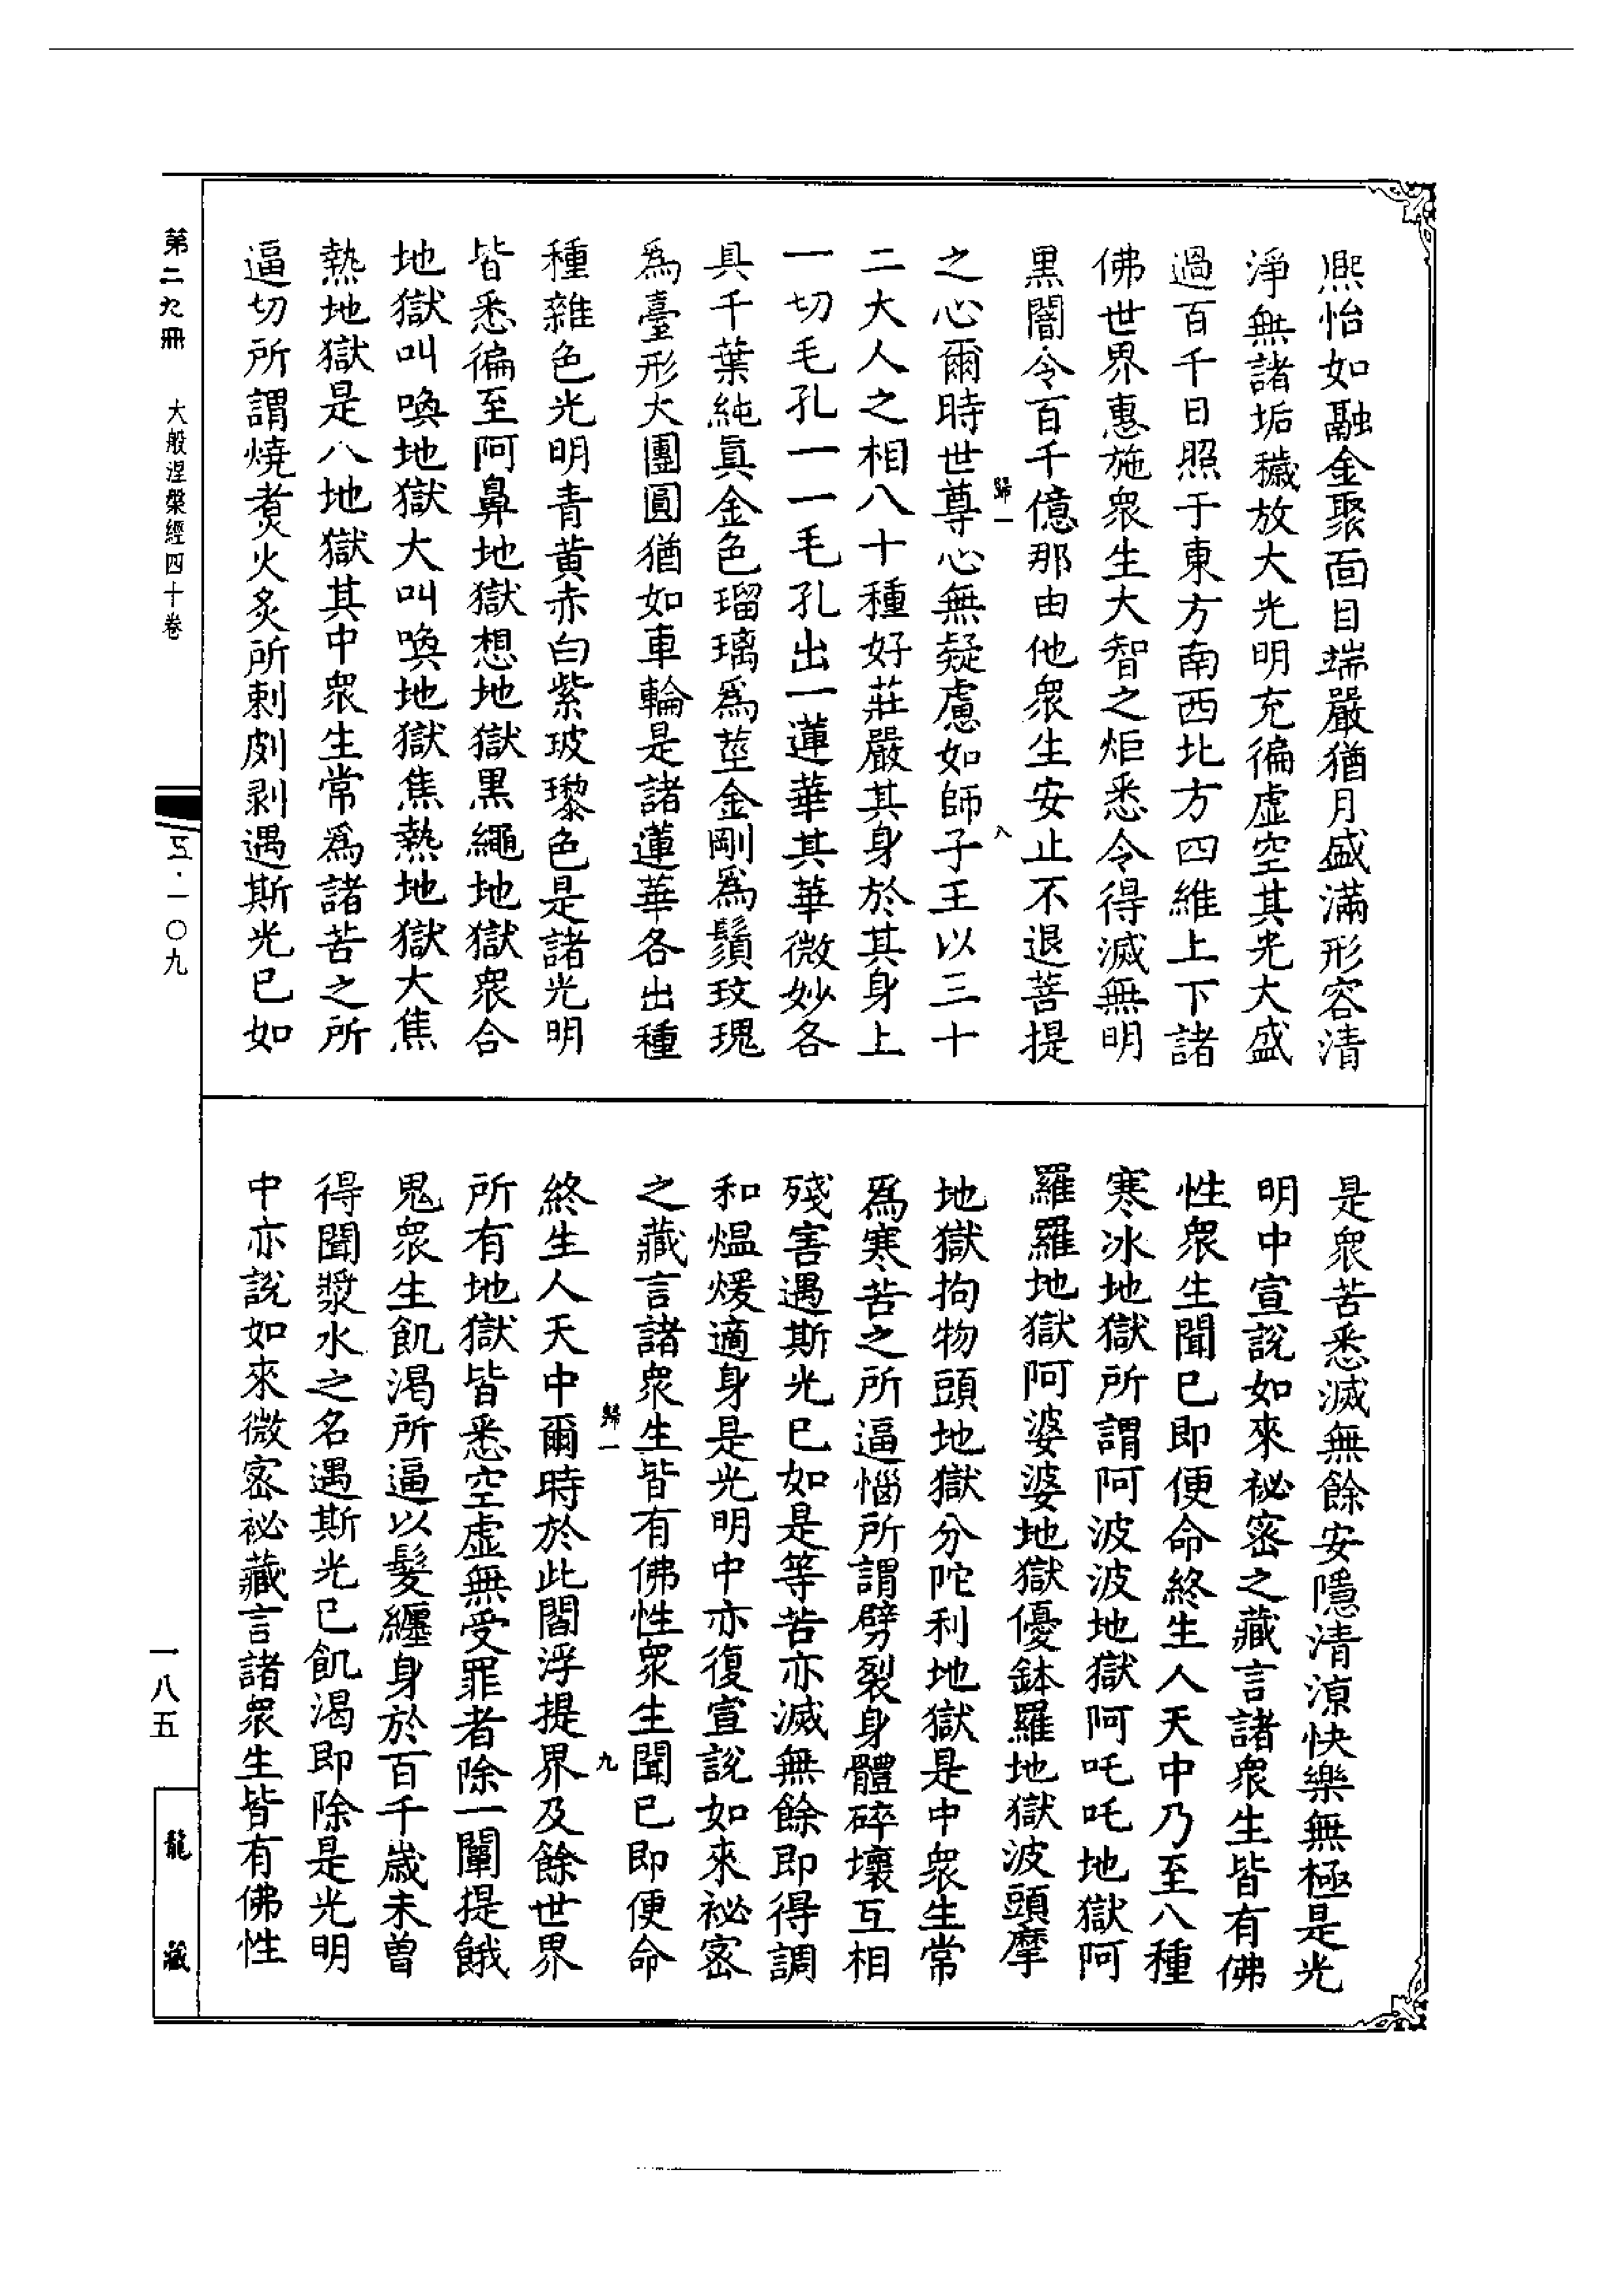 熙怡如融金聚面目端嚴猶月盛滿形容清
淨無諸垢穢放大光明充徧虛空其光大盛
過百千日照于東方南西北方四維上下諸
佛世界惠施衆生大智之炬悉令得滅無明
黑闇令百千億那由他衆生安止不退菩提
歸一
八
之心爾時世尊心無疑慮如師子王以三十
二大人之相八十種好莊嚴其身於其身上
一切毛孔一一毛孔出一蓮華其華微妙各
具千葉純真金色瑠璃爲莖金剛爲鬚玫瑰
爲臺形大團圓猶如車輪是諸蓮華各出種
種雜色光明青黃赤白紫玻瓈色是諸光明
皆悉徧至阿鼻地獄想地獄黑繩地獄衆合
地獄叫喚地獄大叫喚地獄焦熱地獄大焦
熱地獄是八地獄其中衆生常爲諸苦之所
逼切所謂燒煑火炙斫刺㓟剥遇斯光已如
是衆苦悉滅無餘安隱清涼快樂無極是光
明中宣說如來祕密之藏言諸衆生皆有佛
性衆生聞已即便命終生人天中乃至八種
寒冰地獄所謂阿波波地獄阿吒吒地獄阿
羅羅地獄阿婆婆地獄優鉢羅地獄波頭摩
地獄拘物頭地獄分陀利地獄是中衆生常
爲寒苦之所逼惱所謂劈裂身體碎壞互相
殘害遇斯光已如是等苦亦滅無餘即得調
和熅煖適身是光明中亦復宣說如來祕密
之藏言諸衆生皆有佛性衆生聞已即便命
歸一
九
終生人天中爾時於此閻浮提界及餘世界
所有地獄皆悉空虛無受罪者除一闡提餓
鬼衆生飢渴所逼以髮纏身於百千歲未曾
得聞漿水之名遇斯光已飢渴即除是光明
中亦說如來微密祕藏言諸衆生皆有佛性
第二九冊
大般涅槃經四十卷
五·一〇九
一八五
龍藏